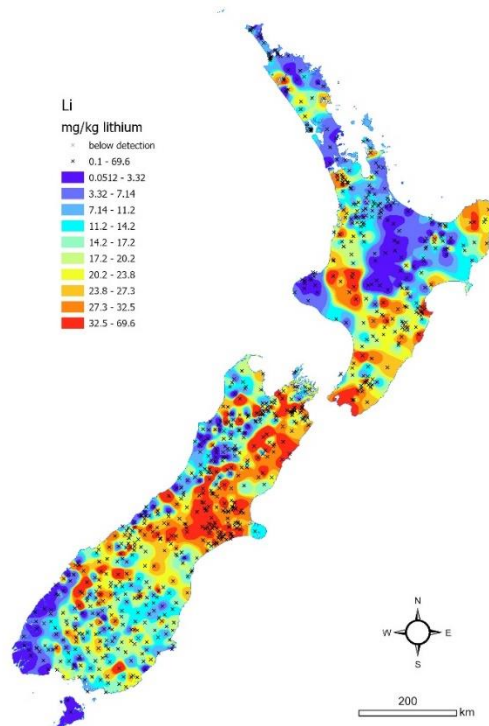 Li
mg/kg lithium
below detection
0.1 - 69.6
0.0512 - 3.32
3.32 - 7.14
7.14 - 11.2
11.2 - 14.2
14.2 - 17.2
17.2 - 20.2
20.2 - 23.8
23.8 - 27.3
27.3 - 32.5
32.5 - 69.6
N
W E
S
200
km